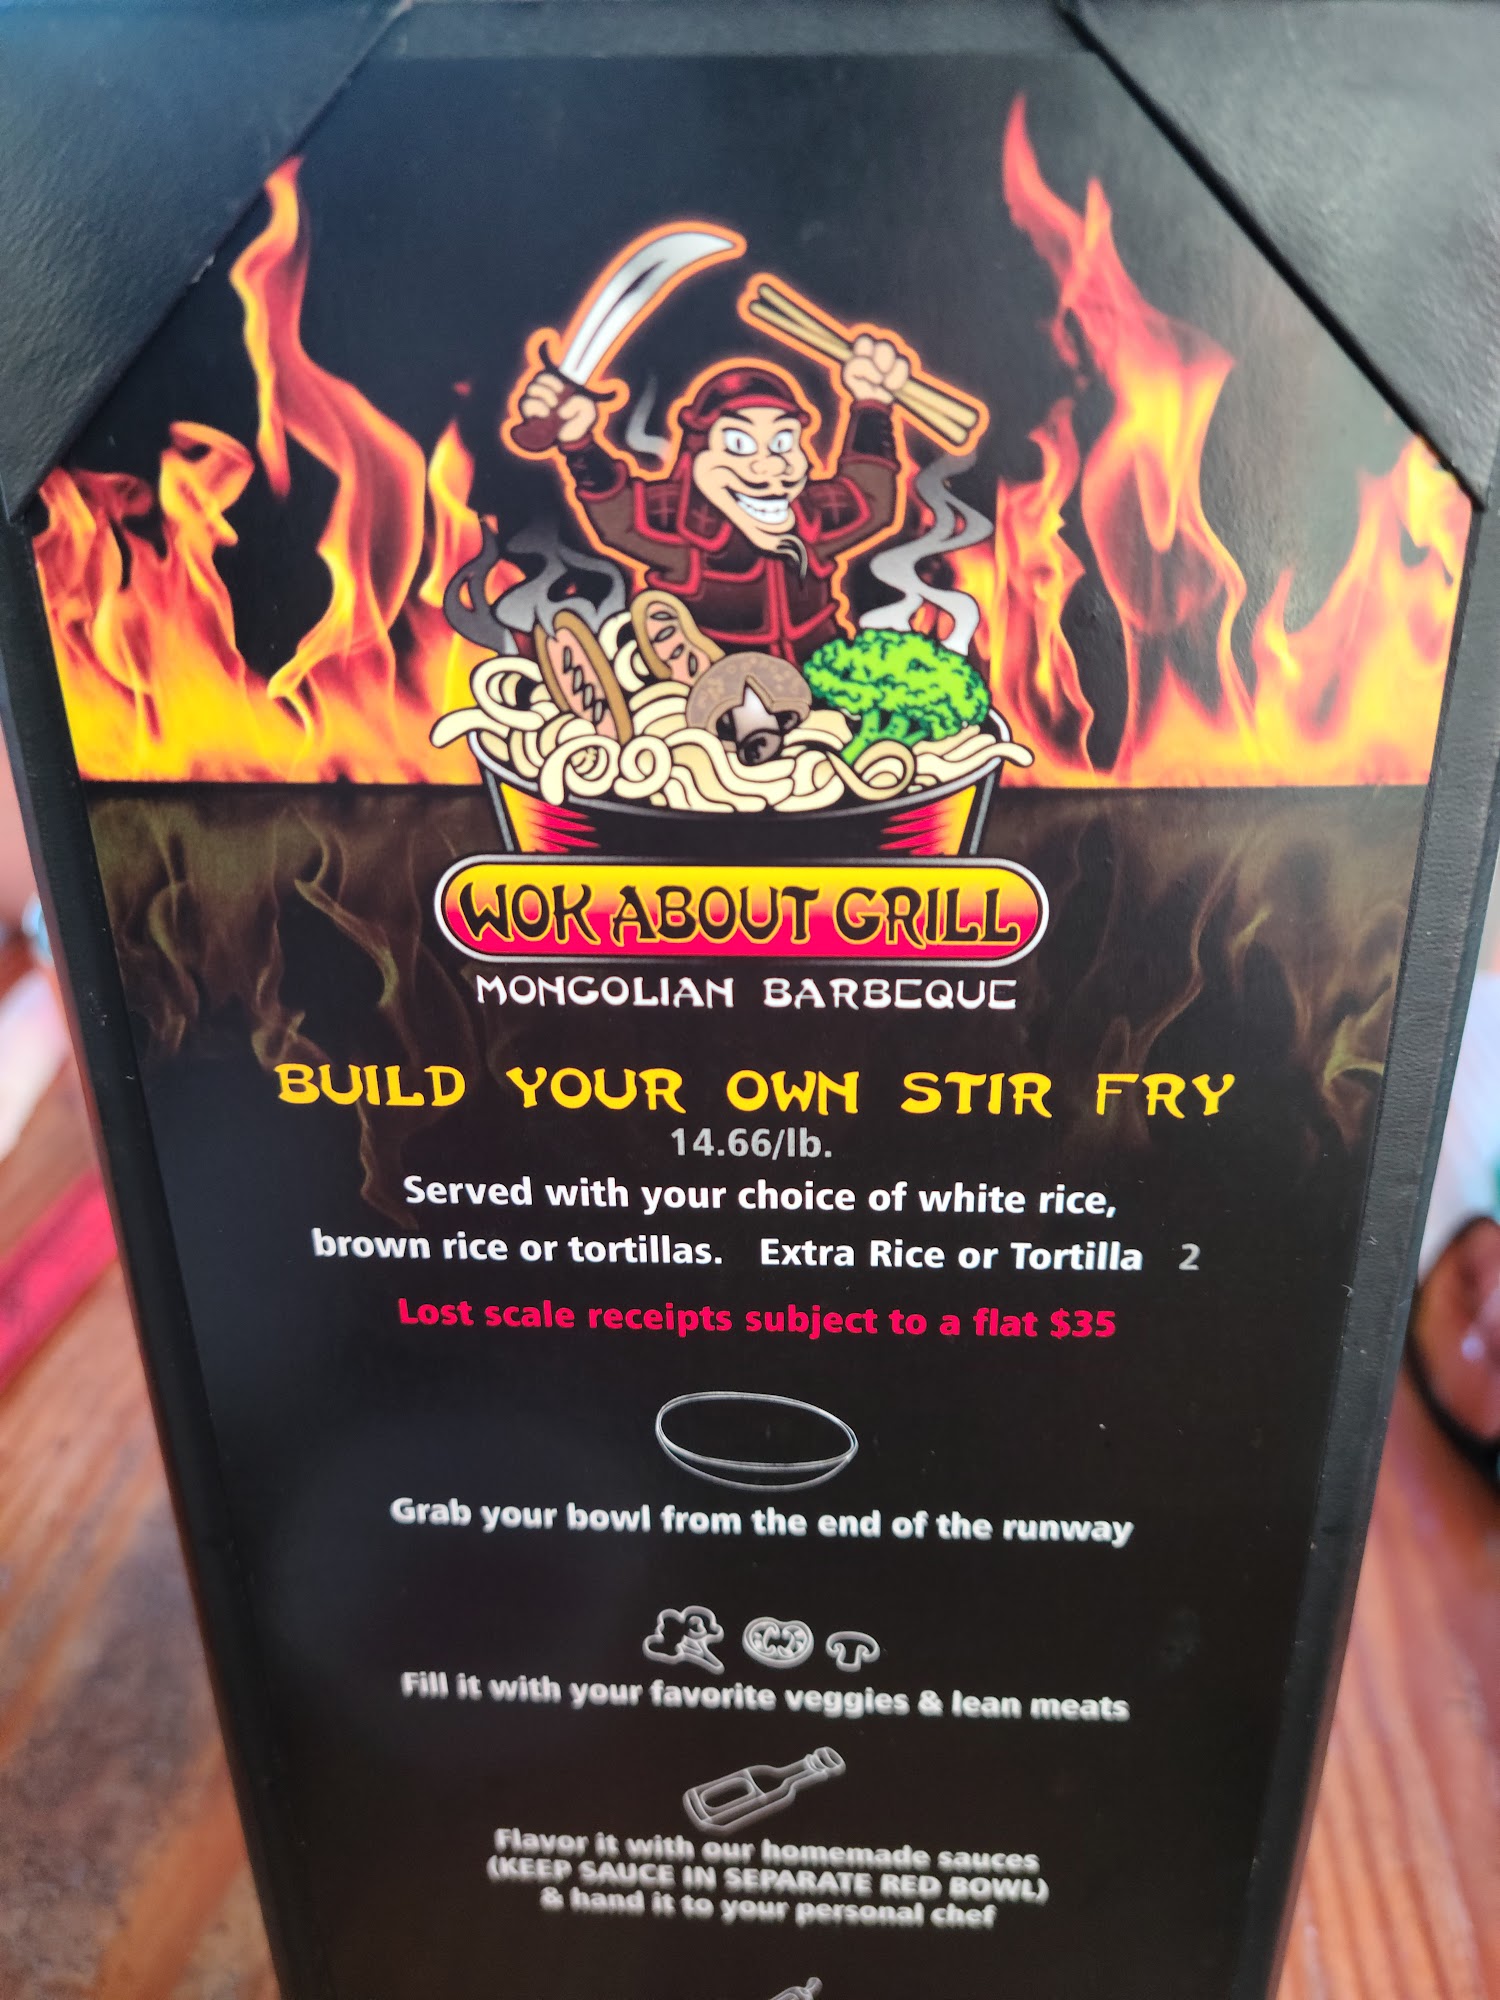 WOK ABOUT GRILL
MONGOLIAN BARBEQUE
BUILD YOUR OWN STIR FRY
14.66/lb.
Served with your choice of white rice,
brown rice or tortillas. Extra Rice or Tortilla 2
Lost scale receipts subject to a flat $35
Grab your bowl from the end of the runway
Fill it with your favorite veggies & lean meats
Flavor it with our homemade sauces
(KEEP SAUCE IN SEPARATE RED BOWL)
& hand it to your personal chef